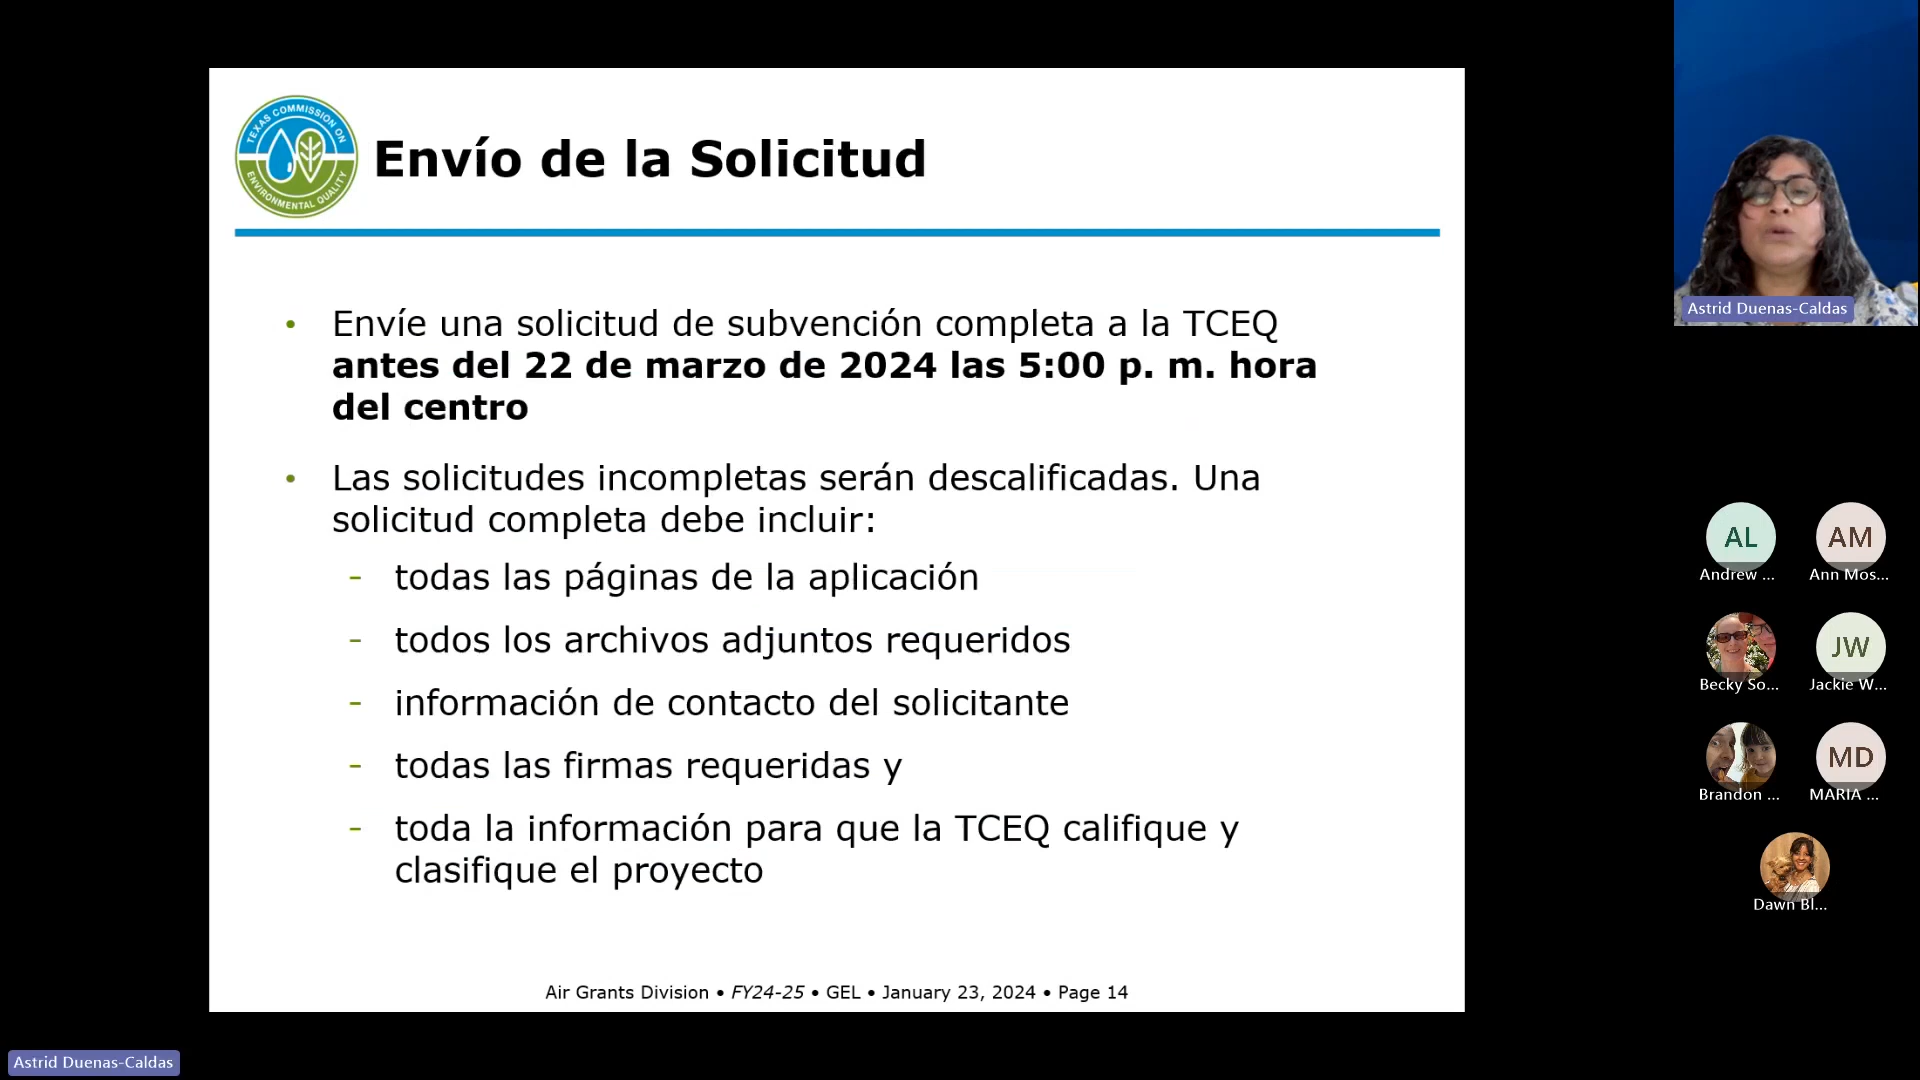 TEXAS COMMISSION ON
ENVIRONMENTAL QUALITY
Envío de la Solicitud
• Envíe una solicitud de subvención completa a la TCEQ
antes del 22 de marzo de 2024 las 5:00 p. m. hora
del centro
• Las solicitudes incompletas serán descalificadas. Una
solicitud completa debe incluir:
- todas las páginas de la aplicación
- todos los archivos adjuntos requeridos
- información de contacto del solicitante
- todas las firmas requeridas y
- toda la información para que la TCEQ califique y
clasifique el proyecto
Air Grants Division • FY24-25 • GEL • January 23, 2024 • Page 14
Astrid Duenas-Caldas
AL
Andrew ...
AM
Ann Mos...
Becky So...
JW
Jackie W...
Brandon ...
MD
MARIA ...
Dawn Bl...
Astrid Duenas-Caldas